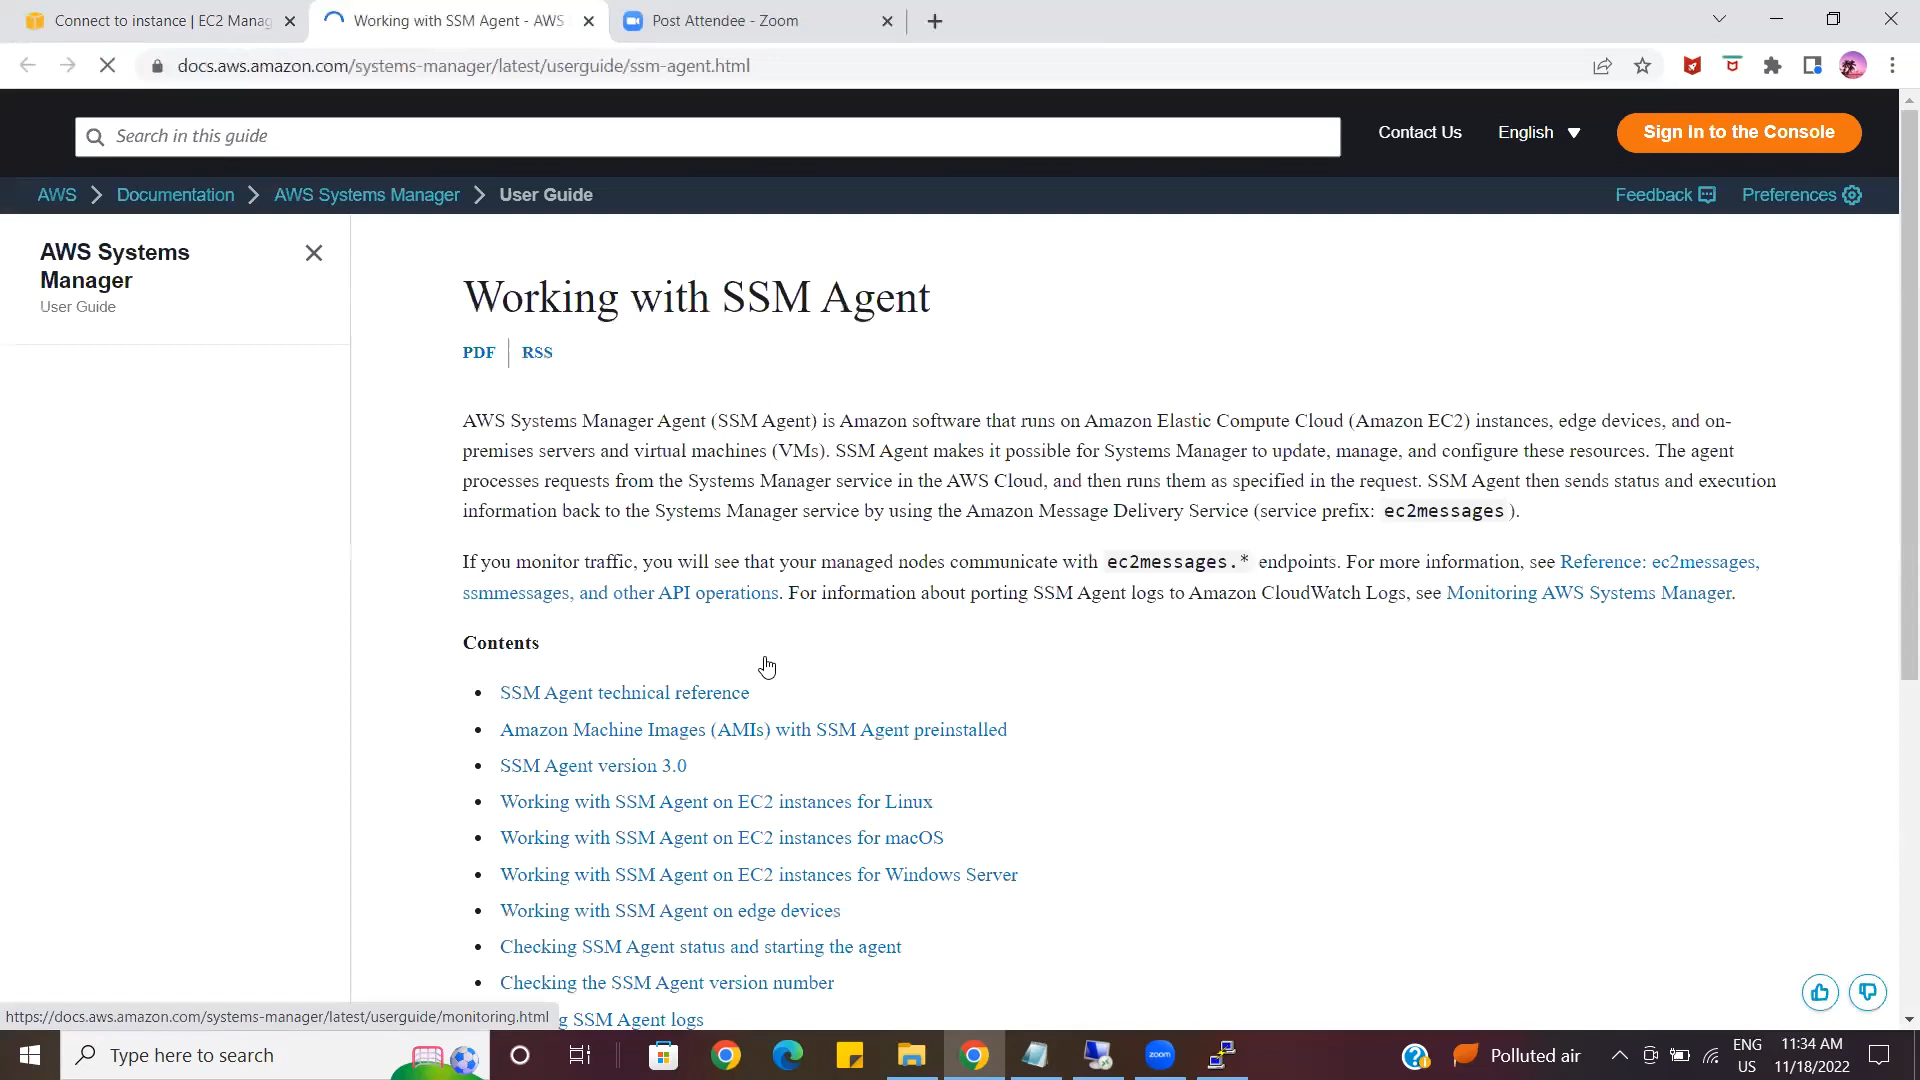 Connect to instance | EC2 Manag
Working with SSM Agent - AWS
Post Attendee - Zoom
docs.aws.amazon.com/systems-manager/latest/userguide/ssm-agent.html
Search in this guide
Contact Us
English
Sign In to the Console
AWS
Documentation
AWS Systems Manager
User Guide
Feedback
Preferences
AWS Systems
Manager
User Guide
Working with SSM Agent
PDF
RSS
AWS Systems Manager Agent (SSM Agent) is Amazon software that runs on Amazon Elastic Compute Cloud (Amazon EC2) instances, edge devices, and on-
premises servers and virtual machines (VMs). SSM Agent makes it possible for Systems Manager to update, manage, and configure these resources. The agent
processes requests from the Systems Manager service in the AWS Cloud, and then runs them as specified in the request. SSM Agent then sends status and execution
information back to the Systems Manager service by using the Amazon Message Delivery Service (service prefix: ec2messages ).
If you monitor traffic, you will see that your managed nodes communicate with ec2messages.* endpoints. For more information, see Reference: ec2messages,
ssmmessages, and other API operations. For information about porting SSM Agent logs to Amazon CloudWatch Logs, see Monitoring AWS Systems Manager.
Contents
• SSM Agent technical reference
• Amazon Machine Images (AMIs) with SSM Agent preinstalled
• SSM Agent version 3.0
• Working with SSM Agent on EC2 instances for Linux
• Working with SSM Agent on EC2 instances for macOS
• Working with SSM Agent on EC2 instances for Windows Server
• Working with SSM Agent on edge devices
• Checking SSM Agent status and starting the agent
• Checking the SSM Agent version number
g SSM Agent logs
https://docs.aws.amazon.com/systems-manager/latest/userguide/monitoring.html
Type here to search
zoom
Polluted air
ENG
US
11:34 AM
11/18/2022